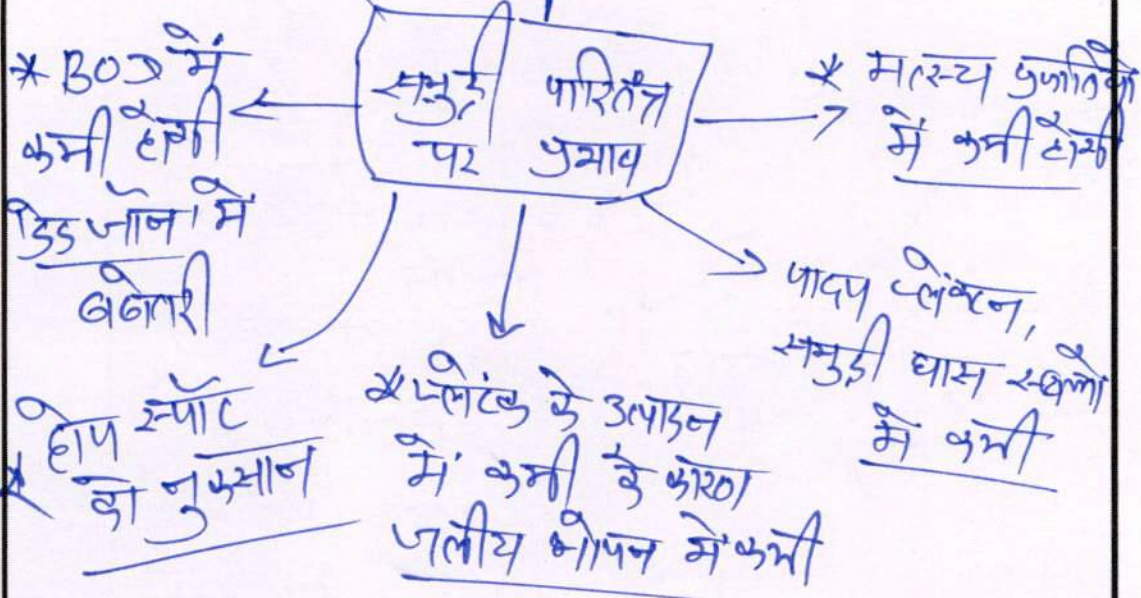 समुद्री पारितंत्र
पर प्रभाव
* BOD में
कमी होगी
डेड जॉन में
बढोतरी
* मत्स्य प्रजातियो
में कमी होगी
पादप प्लेंक्टन,
समुद्री घास स्थलो
में कमी
* होप स्पॉट
को नुकसान
* के उत्पादन
में कमी के कारण
जलीय भोजन में कमी